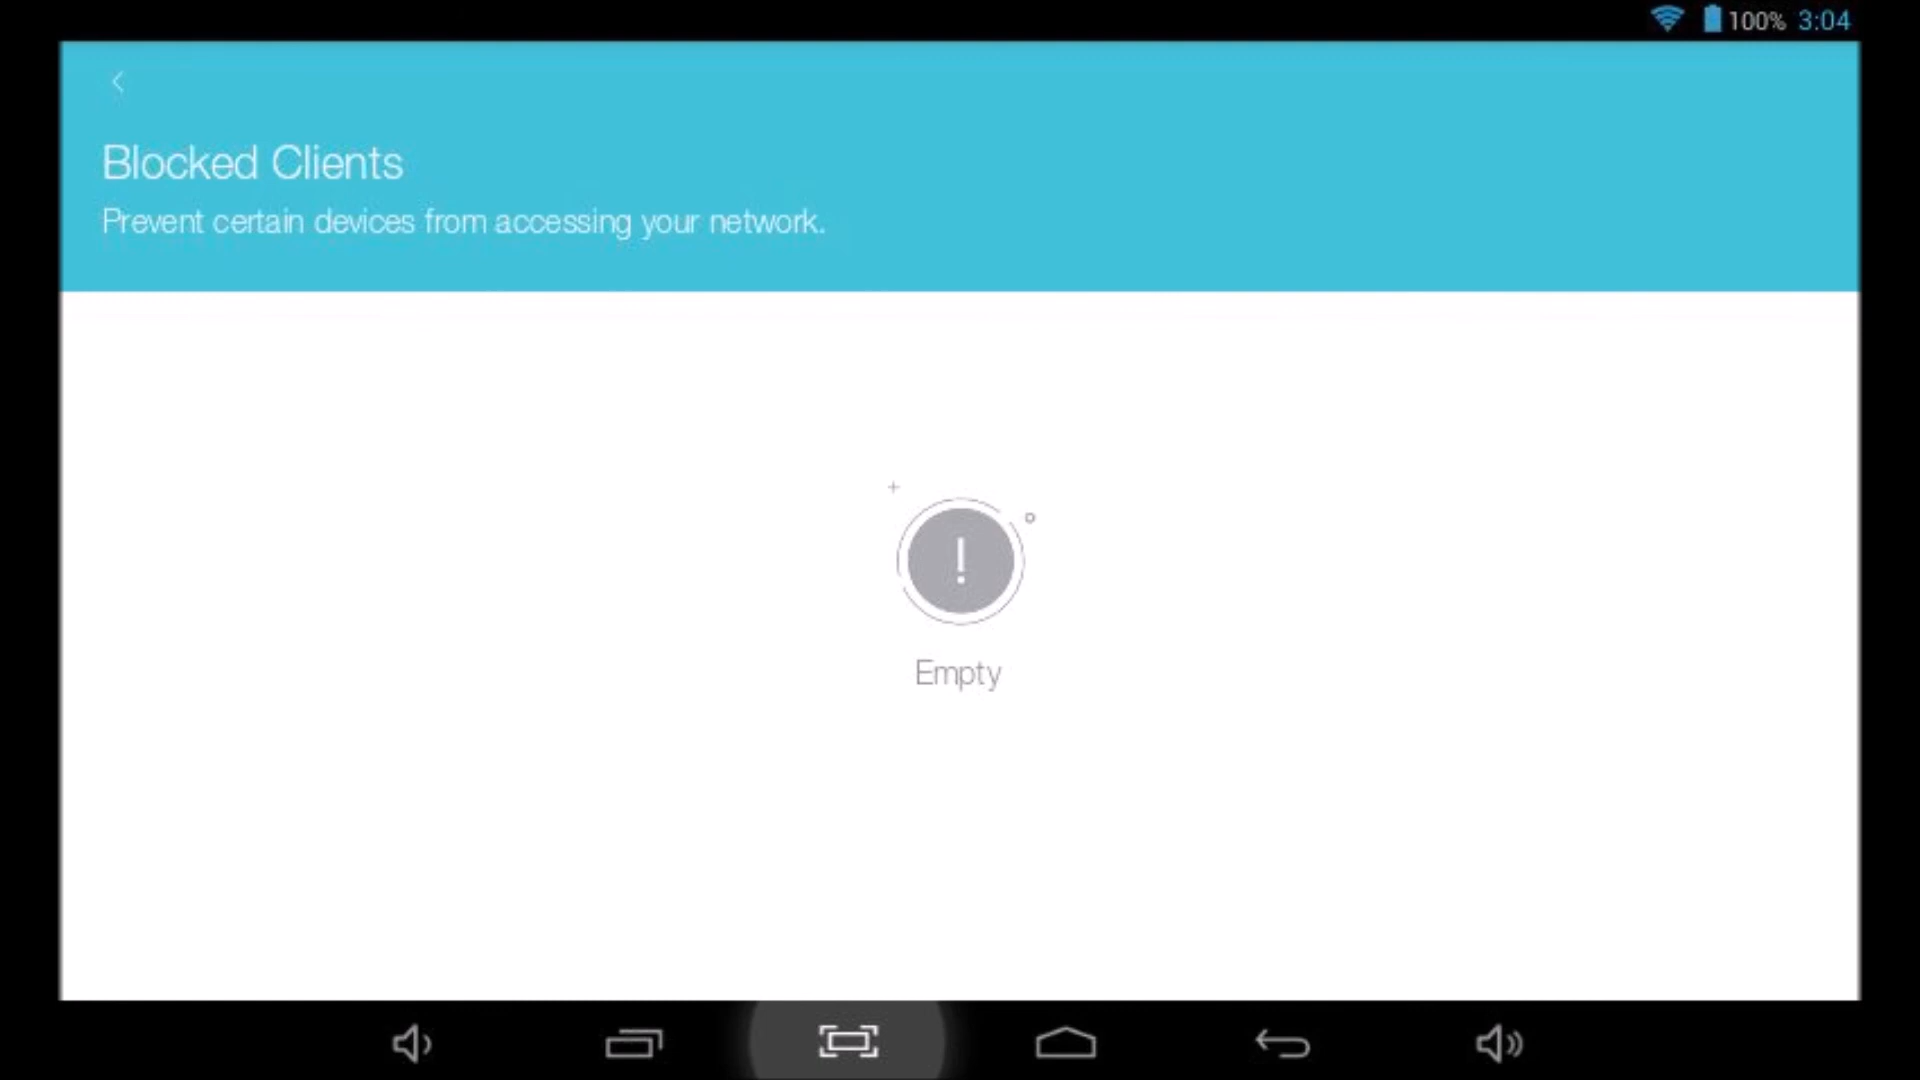 100% 3:04
Blocked Clients
Prevent certain devices from accessing your network.
Empty